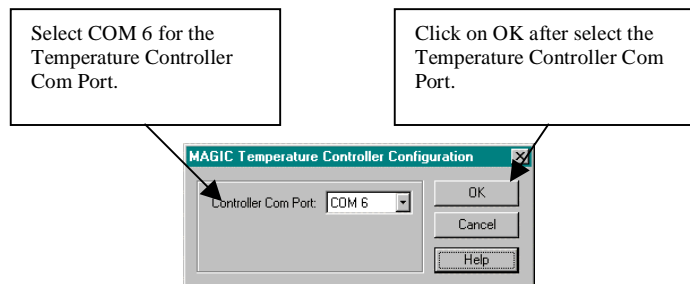 Select COM 6 for the
Temperature Controller
Com Port.
Click on OK after select the
Temperature Controller Com
Port.
MAGIC Temperature Controller Configuration
Controller Com Port: COM 6
OK
Cancel
Help